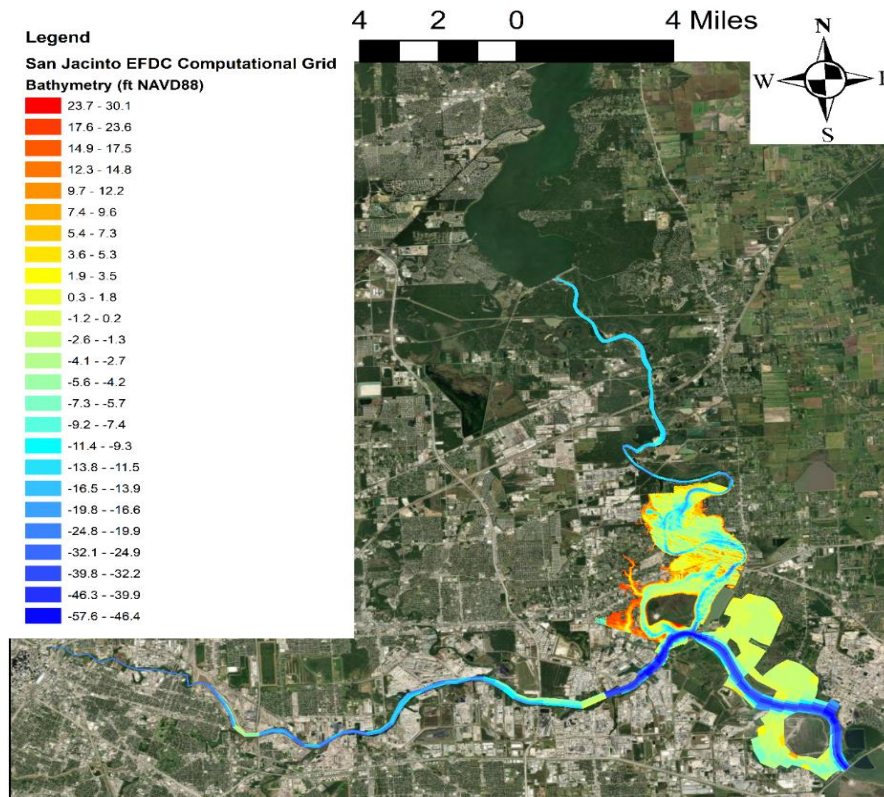 4 2 0 4 Miles
N
W E
S
Legend
San Jacinto EFDC Computational Grid
Bathymetry (ft NAVD88)
23.7 - 30.1
17.6 - 23.6
14.9 - 17.5
12.3 - 14.8
9.7 - 12.2
7.4 - 9.6
5.4 - 7.3
3.6 - 5.3
1.9 - 3.5
0.3 - 1.8
-1.2 - 0.2
-2.6 - -1.3
-4.1 - -2.7
-5.6 - -4.2
-7.3 - -5.7
-9.2 - -7.4
-11.4 - -9.3
-13.8 - -11.5
-16.5 - -13.9
-19.8 - -16.6
-24.8 - -19.9
-32.1 - -24.9
-39.8 - -32.2
-46.3 - -39.9
-57.6 - -46.4